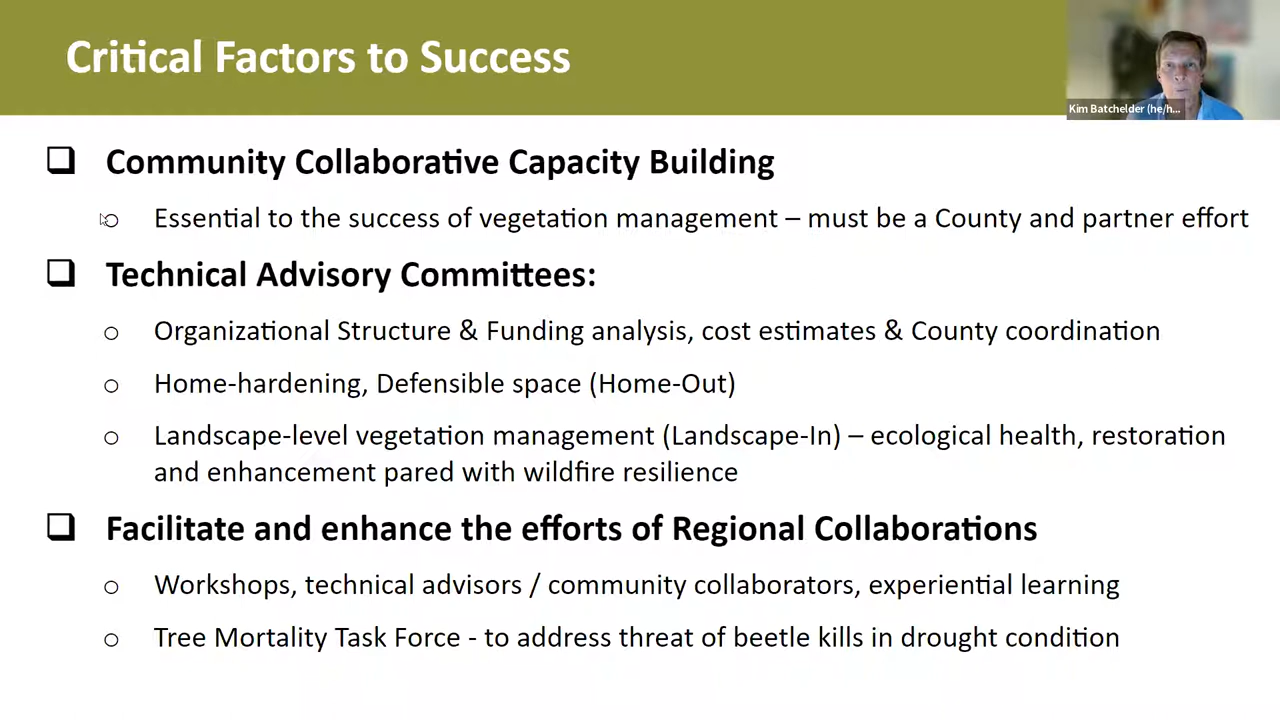 Critical Factors to Success
Kim Batchelder (he/h...
Community Collaborative Capacity Building
Essential to the success of vegetation management – must be a County and partner effort
Technical Advisory Committees:
Organizational Structure & Funding analysis, cost estimates & County coordination
Home-hardening, Defensible space (Home-Out)
Landscape-level vegetation management (Landscape-In) – ecological health, restoration
and enhancement pared with wildfire resilience
Facilitate and enhance the efforts of Regional Collaborations
Workshops, technical advisors / community collaborators, experiential learning
Tree Mortality Task Force - to address threat of beetle kills in drought condition